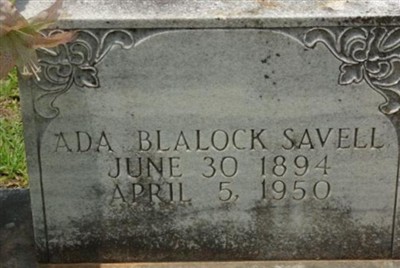 ADA BLALOCK SAVELL
JUNE 30 1894
APRIL 5, 1950